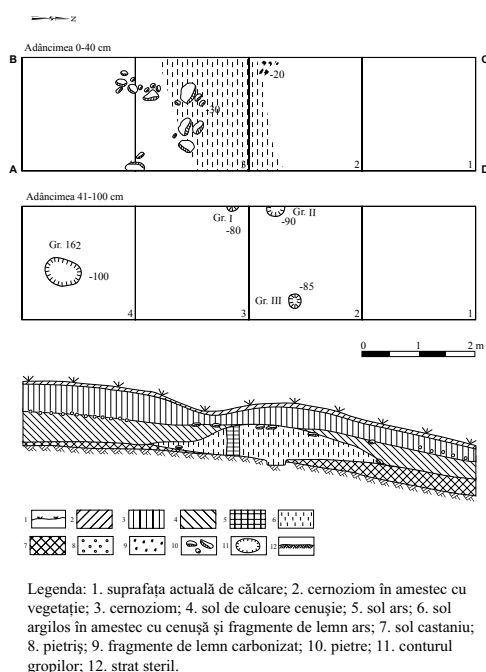 N
Adâncimea 0-40 cm
B C
-20
-30
A 3 2 1 D
Adâncimea 41-100 cm
Gr. I Gr. II
-80 -90
Gr. 162
-100
-85
Gr. III
4 3 2 1
0 1 2 m
1 2 3 4 5 6
7 8 9 10 11 12
Legenda: 1. suprafața actuală de călcare; 2. cernoziom în amestec cu
vegetație; 3. cernoziom; 4. sol de culoare cenușie; 5. sol ars; 6. sol
argilos în amestec cu cenușă și fragmente de lemn ars; 7. sol castaniu;
8. pietriș; 9. fragmente de lemn carbonizat; 10. pietre; 11. conturul
gropilor; 12. strat steril.